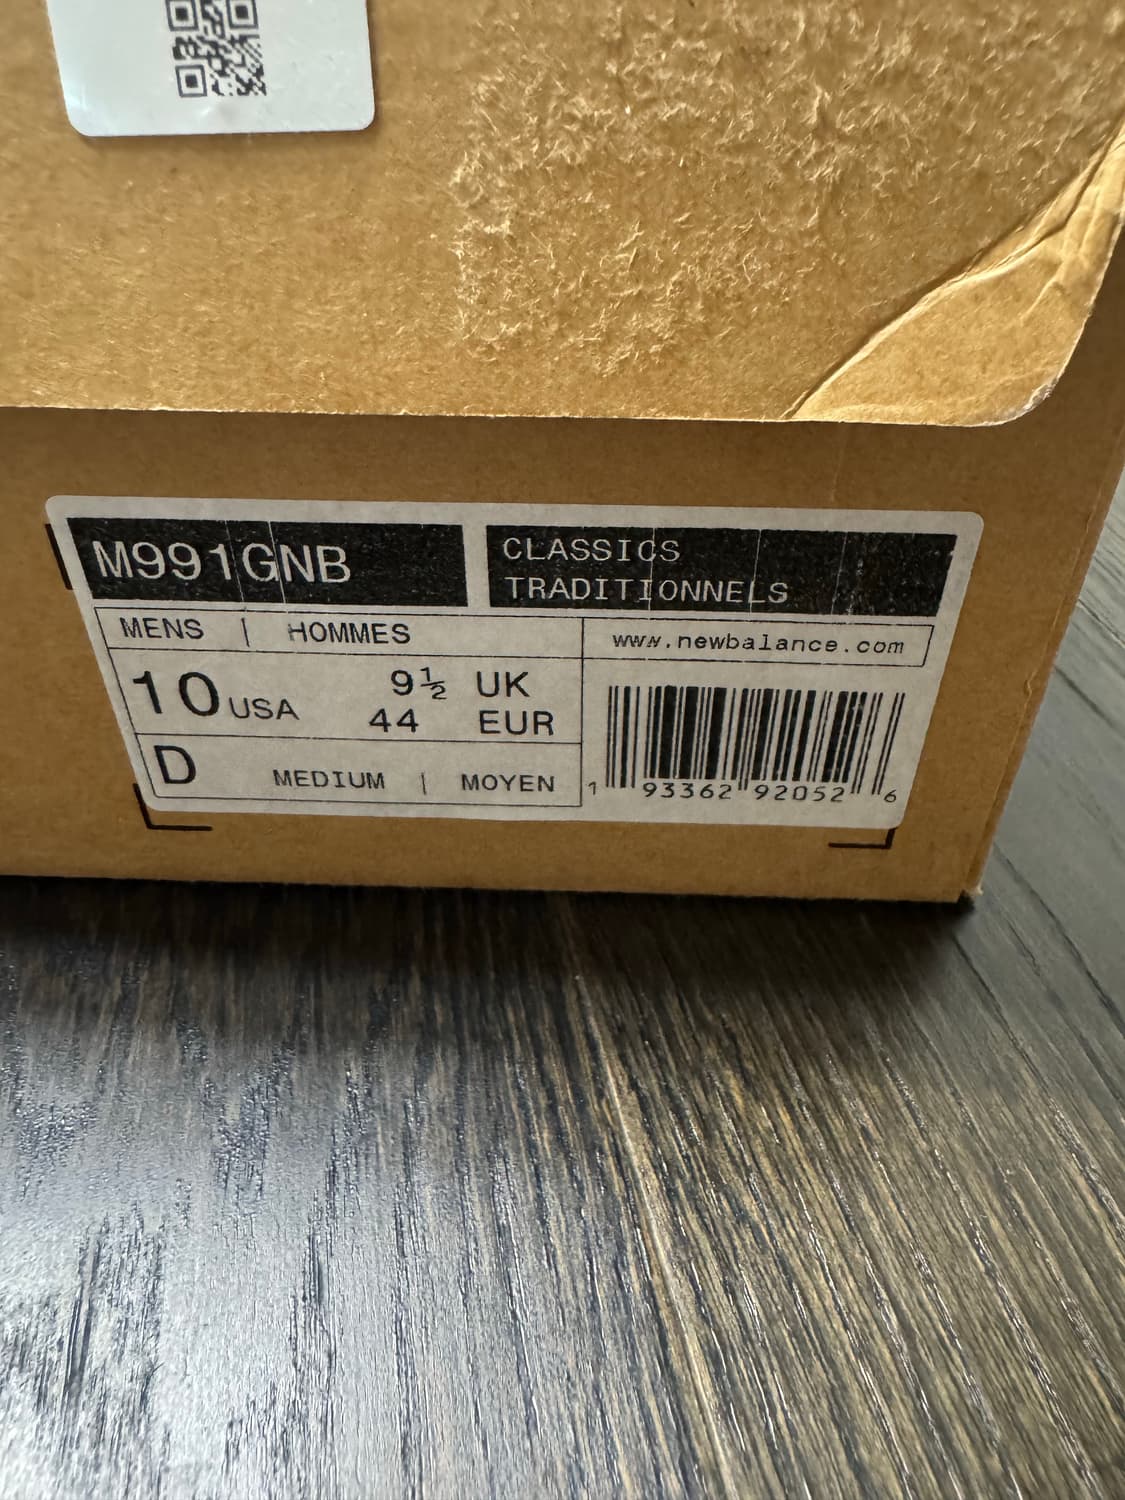 M991GNB
CLASSICS
TRADITIONNELS
MENS | HOMMES
www.newbalance.com
10 USA
9½ UK
44 EUR
D
MEDIUM | MOYEN
1 93362 92052 6